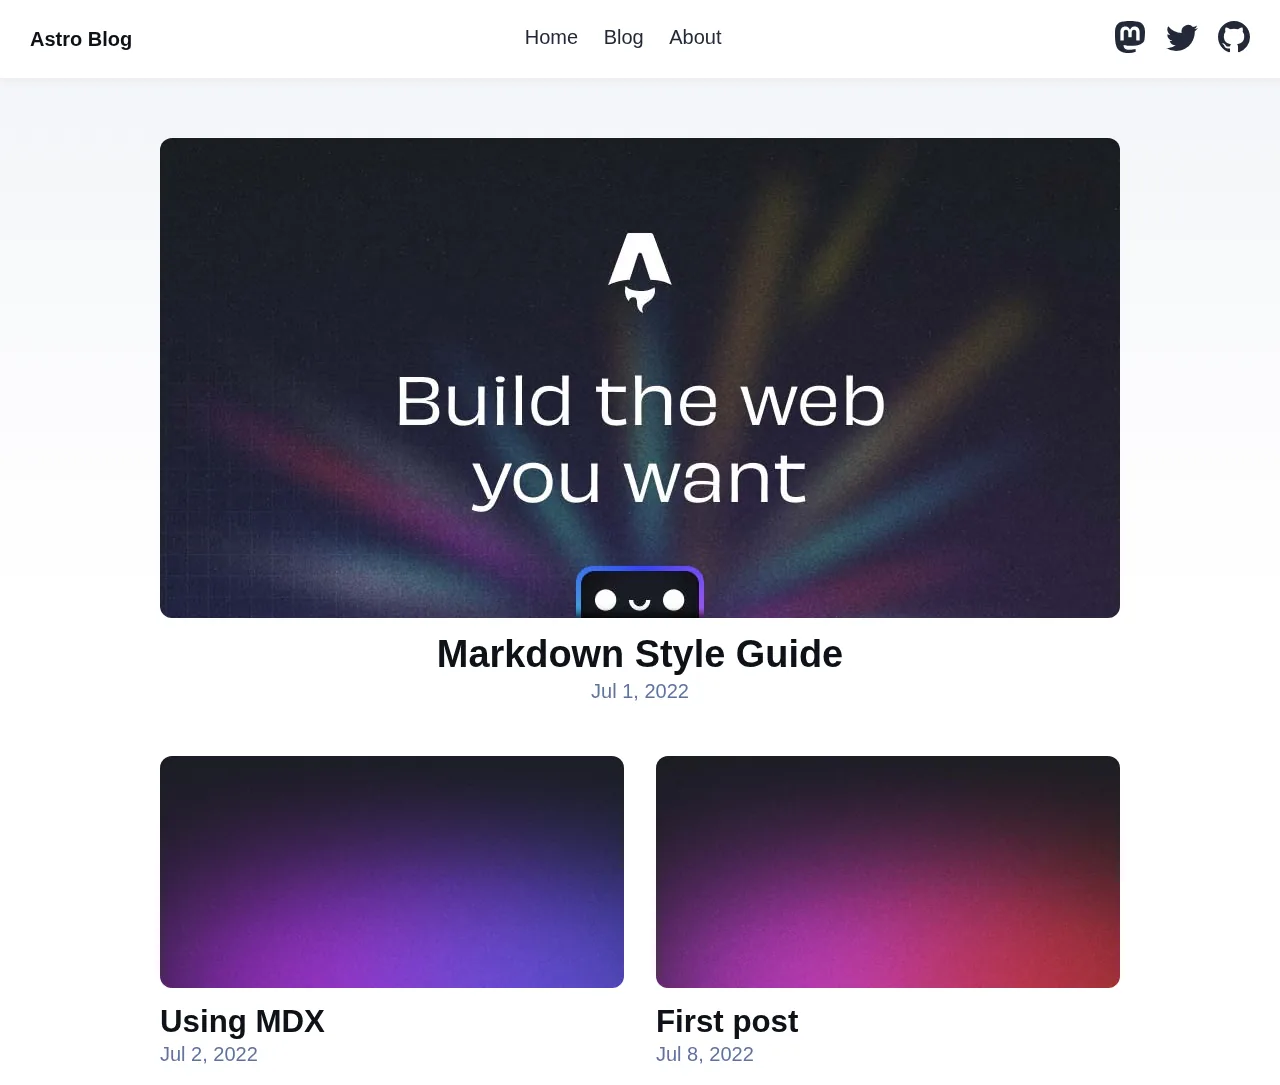 Astro Blog
Home Blog About
Build the web
you want
Markdown Style Guide
Jul 1, 2022
Using MDX
Jul 2, 2022
First post
Jul 8, 2022